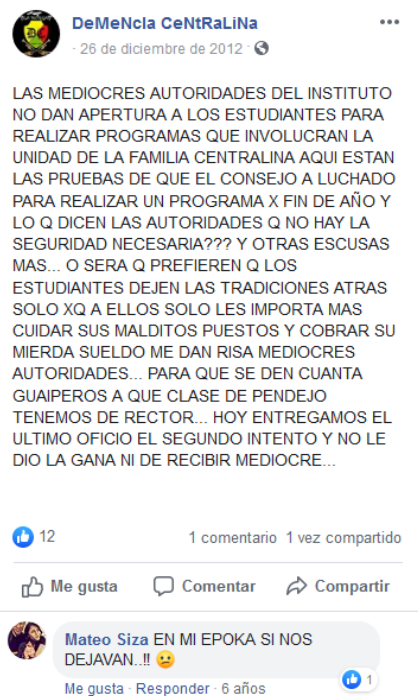 DeMeNcIa CeNtRaLiNa
· 26 de diciembre de 2012 ·
LAS MEDIOCRES AUTORIDADES DEL INSTITUTO
NO DAN APERTURA A LOS ESTUDIANTES PARA
REALIZAR PROGRAMAS QUE INVOLUCRAN LA
UNIDAD DE LA FAMILIA CENTRALINA AQUI ESTAN
LAS PRUEBAS DE QUE EL CONSEJO A LUCHADO
PARA REALIZAR UN PROGRAMA X FIN DE AÑO Y
LO Q DICEN LAS AUTORIDADES Q NO HAY LA
SEGURIDAD NECESARIA??? Y OTRAS ESCUSAS
MAS... O SERA Q PREFIEREN Q LOS
ESTUDIANTES DEJEN LAS TRADICIONES ATRAS
SOLO XQ A ELLOS SOLO LES IMPORTA MAS
CUIDAR SUS MALDITOS PUESTOS Y COBRAR SU
MIERDA SUELDO ME DAN RISA MEDIOCRES
AUTORIDADES... PARA QUE SE DEN CUANTA
GUAIPEROS A QUE CLASE DE PENDEJO
TENEMOS DE RECTOR... HOY ENTREGAMOS EL
ULTIMO OFICIO EL SEGUNDO INTENTO Y NO LE
DIO LA GANA NI DE RECIBIR MEDIOCRE...
12 1 comentario 1 vez compartido
Me gusta Comentar Compartir
Mateo Siza EN MI EPOKA SI NOS
DEJAVAN..!! 😕
1
Me gusta · Responder · 6 años